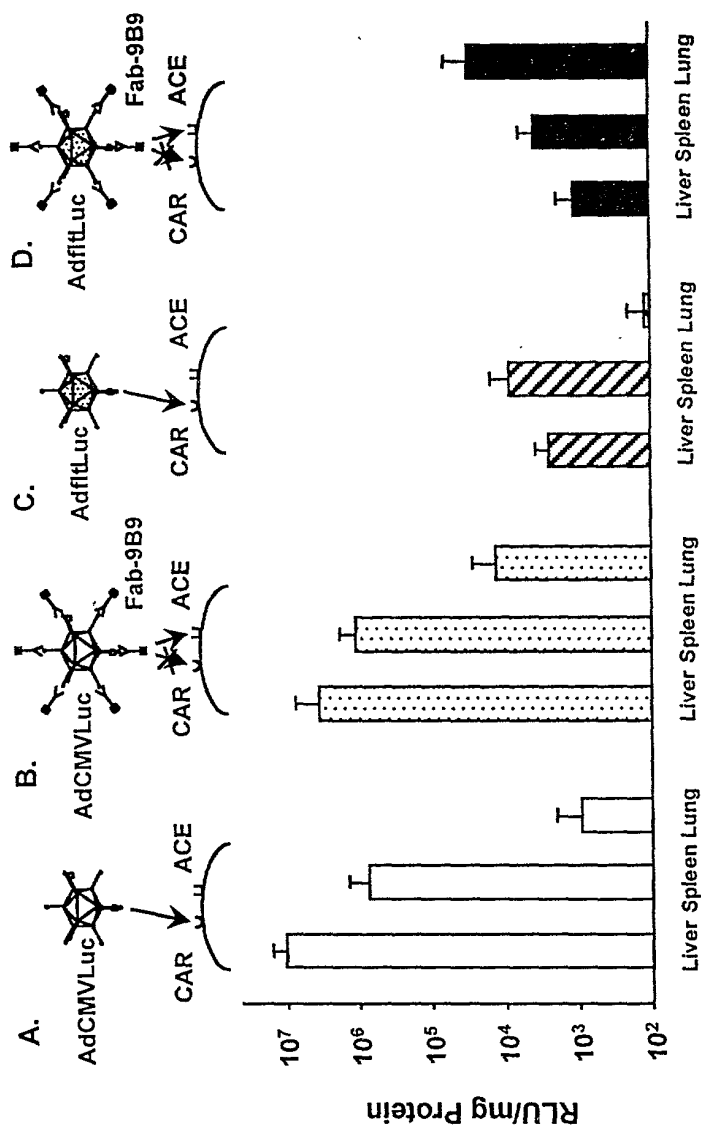 A.
AdCMVLuc
CAR
ACE
B.
AdCMVLuc
Fab-9B9
CAR
ACE
C.
AdfltLuc
CAR
ACE
D.
AdfltLuc
Fab-9B9
CAR
ACE
RLU/mg Protein
10⁷
10⁶
10⁵
10⁴
10³
10²
Liver Spleen Lung
Liver Spleen Lung
Liver Spleen Lung
Liver Spleen Lung